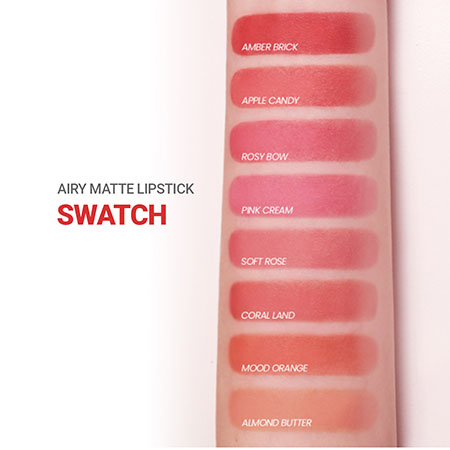 AMBER BRICK
APPLE CANDY
ROSY BOW
AIRY MATTE LIPSTICK
SWATCH
PINK CREAM
SOFT ROSE
CORAL LAND
MOOD ORANGE
ALMOND BUTTER